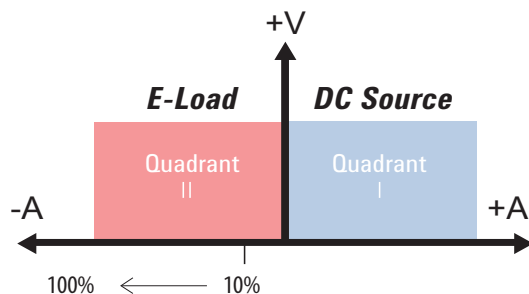 +V
E-Load DC Source
Quadrant Quadrant
II I
-A +A
100% 10%